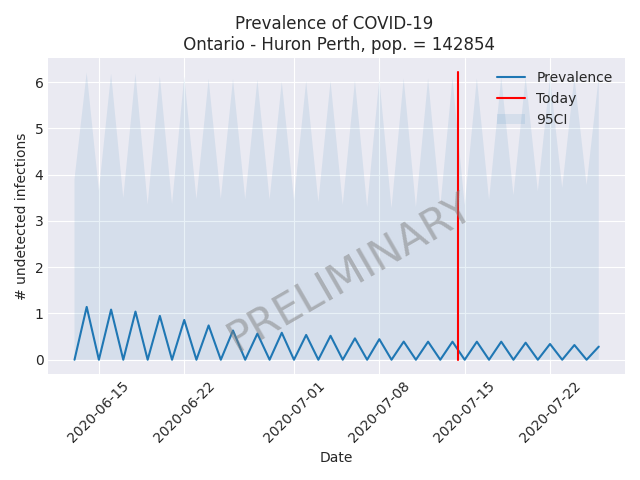 Prevalence of COVID-19
Ontario - Huron Perth, pop. = 142854
Prevalence
Today
95CI
# undetected infections
6
5
4
3
2
1
0
PRELIMINARY
2020-06-15
2020-06-22
2020-07-01
2020-07-08
2020-07-15
2020-07-22
Date